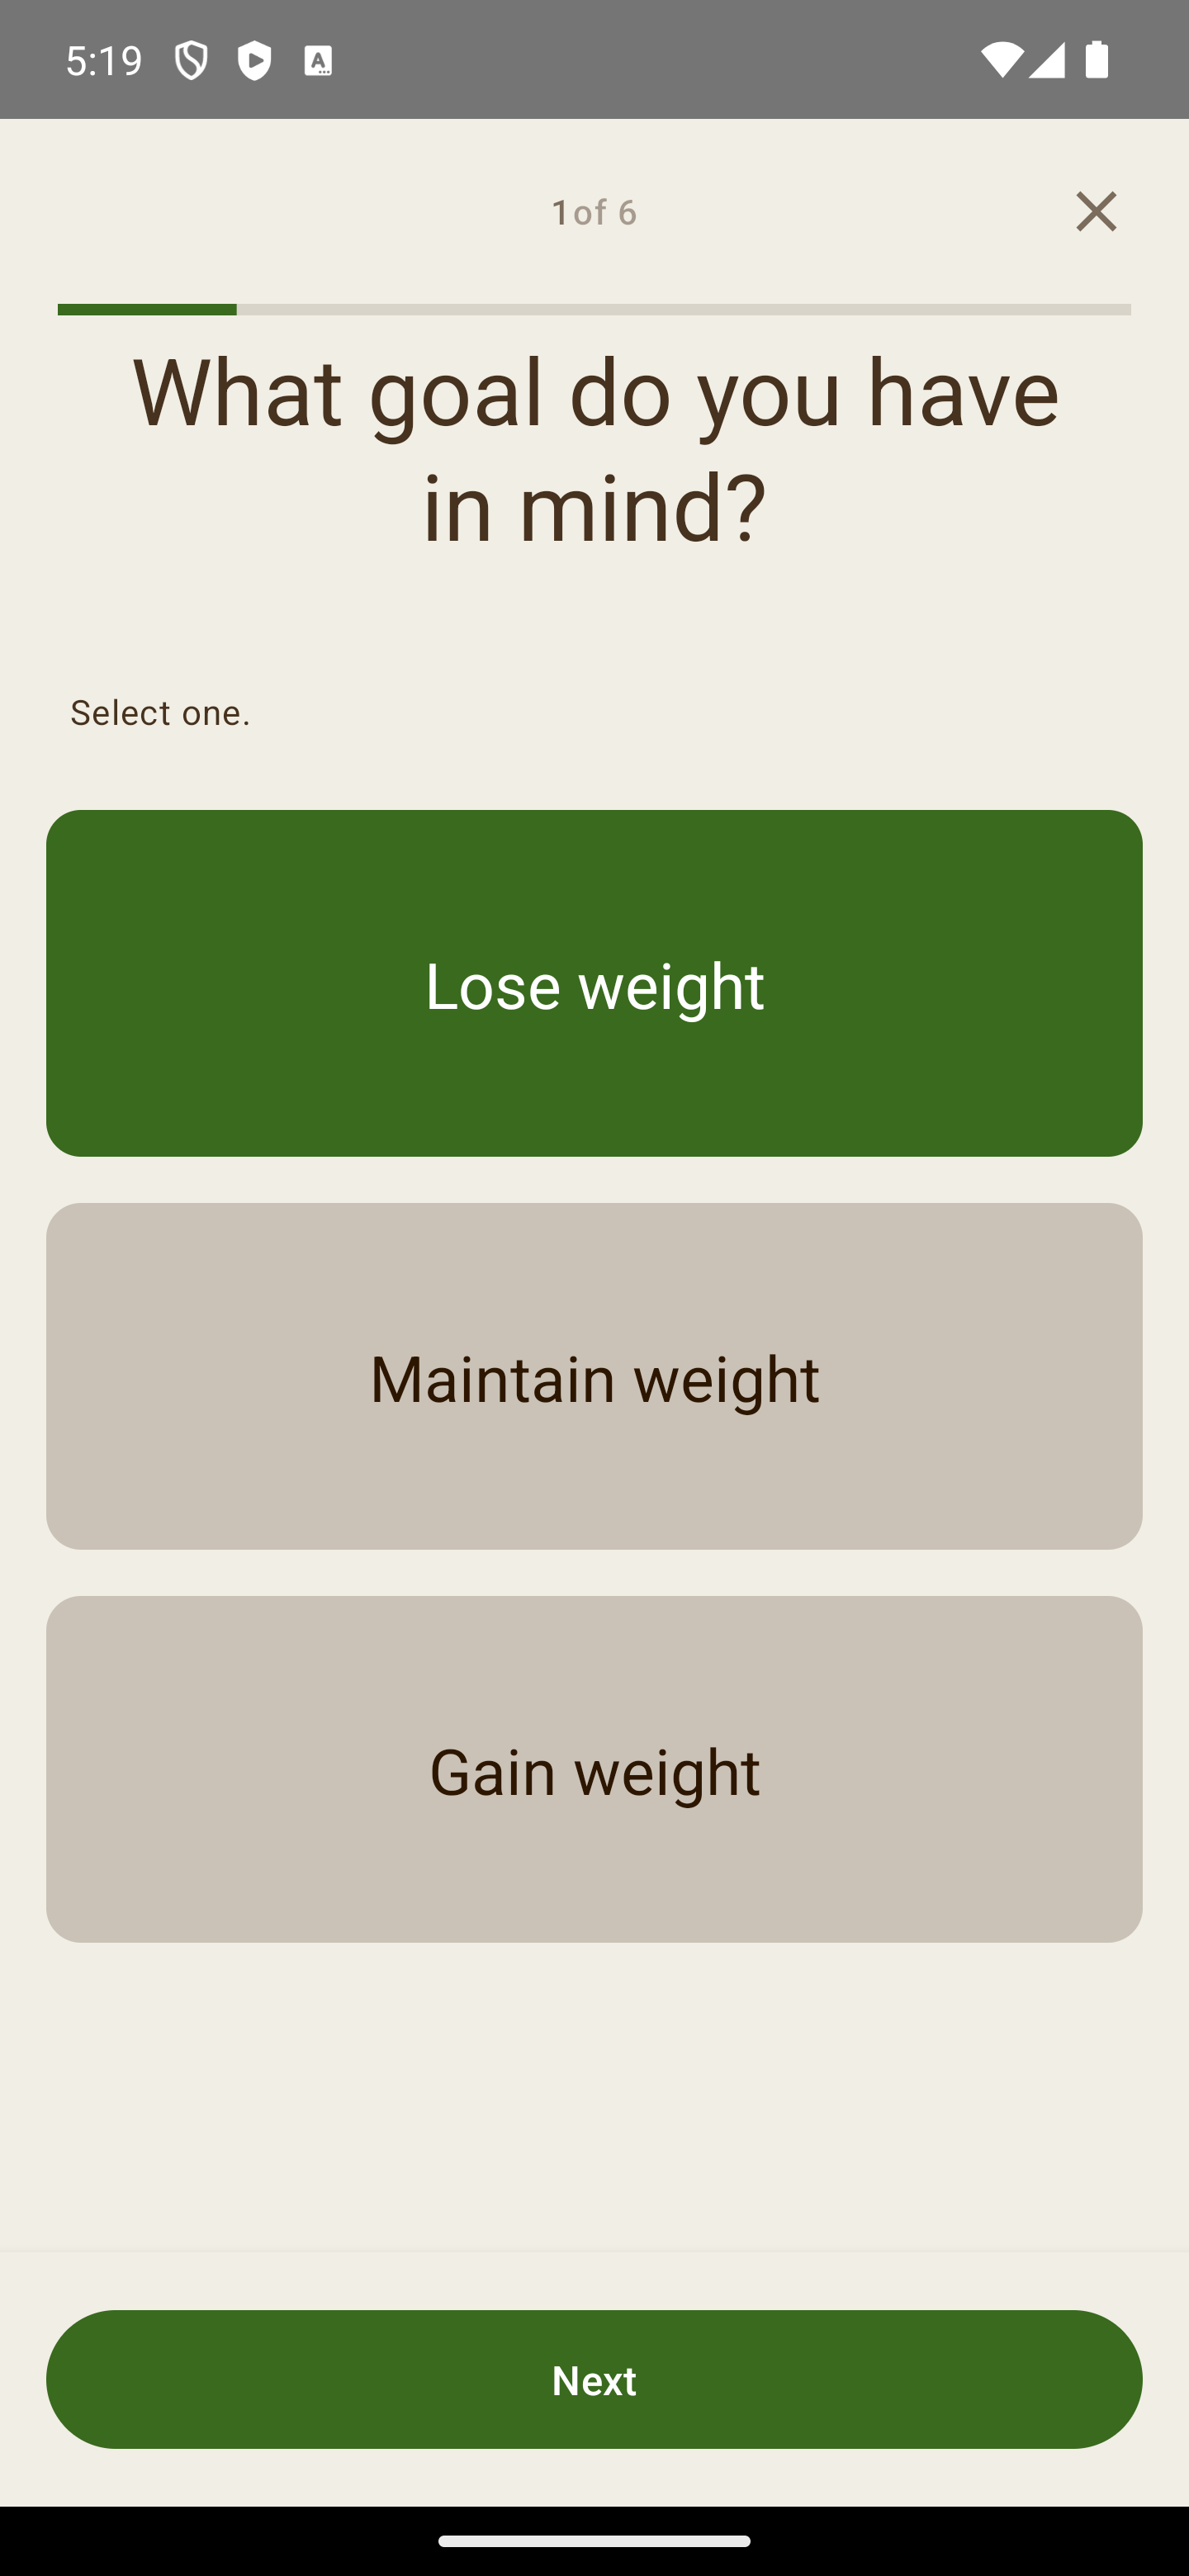 5:19
1 of 6
What goal do you have
in mind?
Select one.
Lose weight
Maintain weight
Gain weight
Next